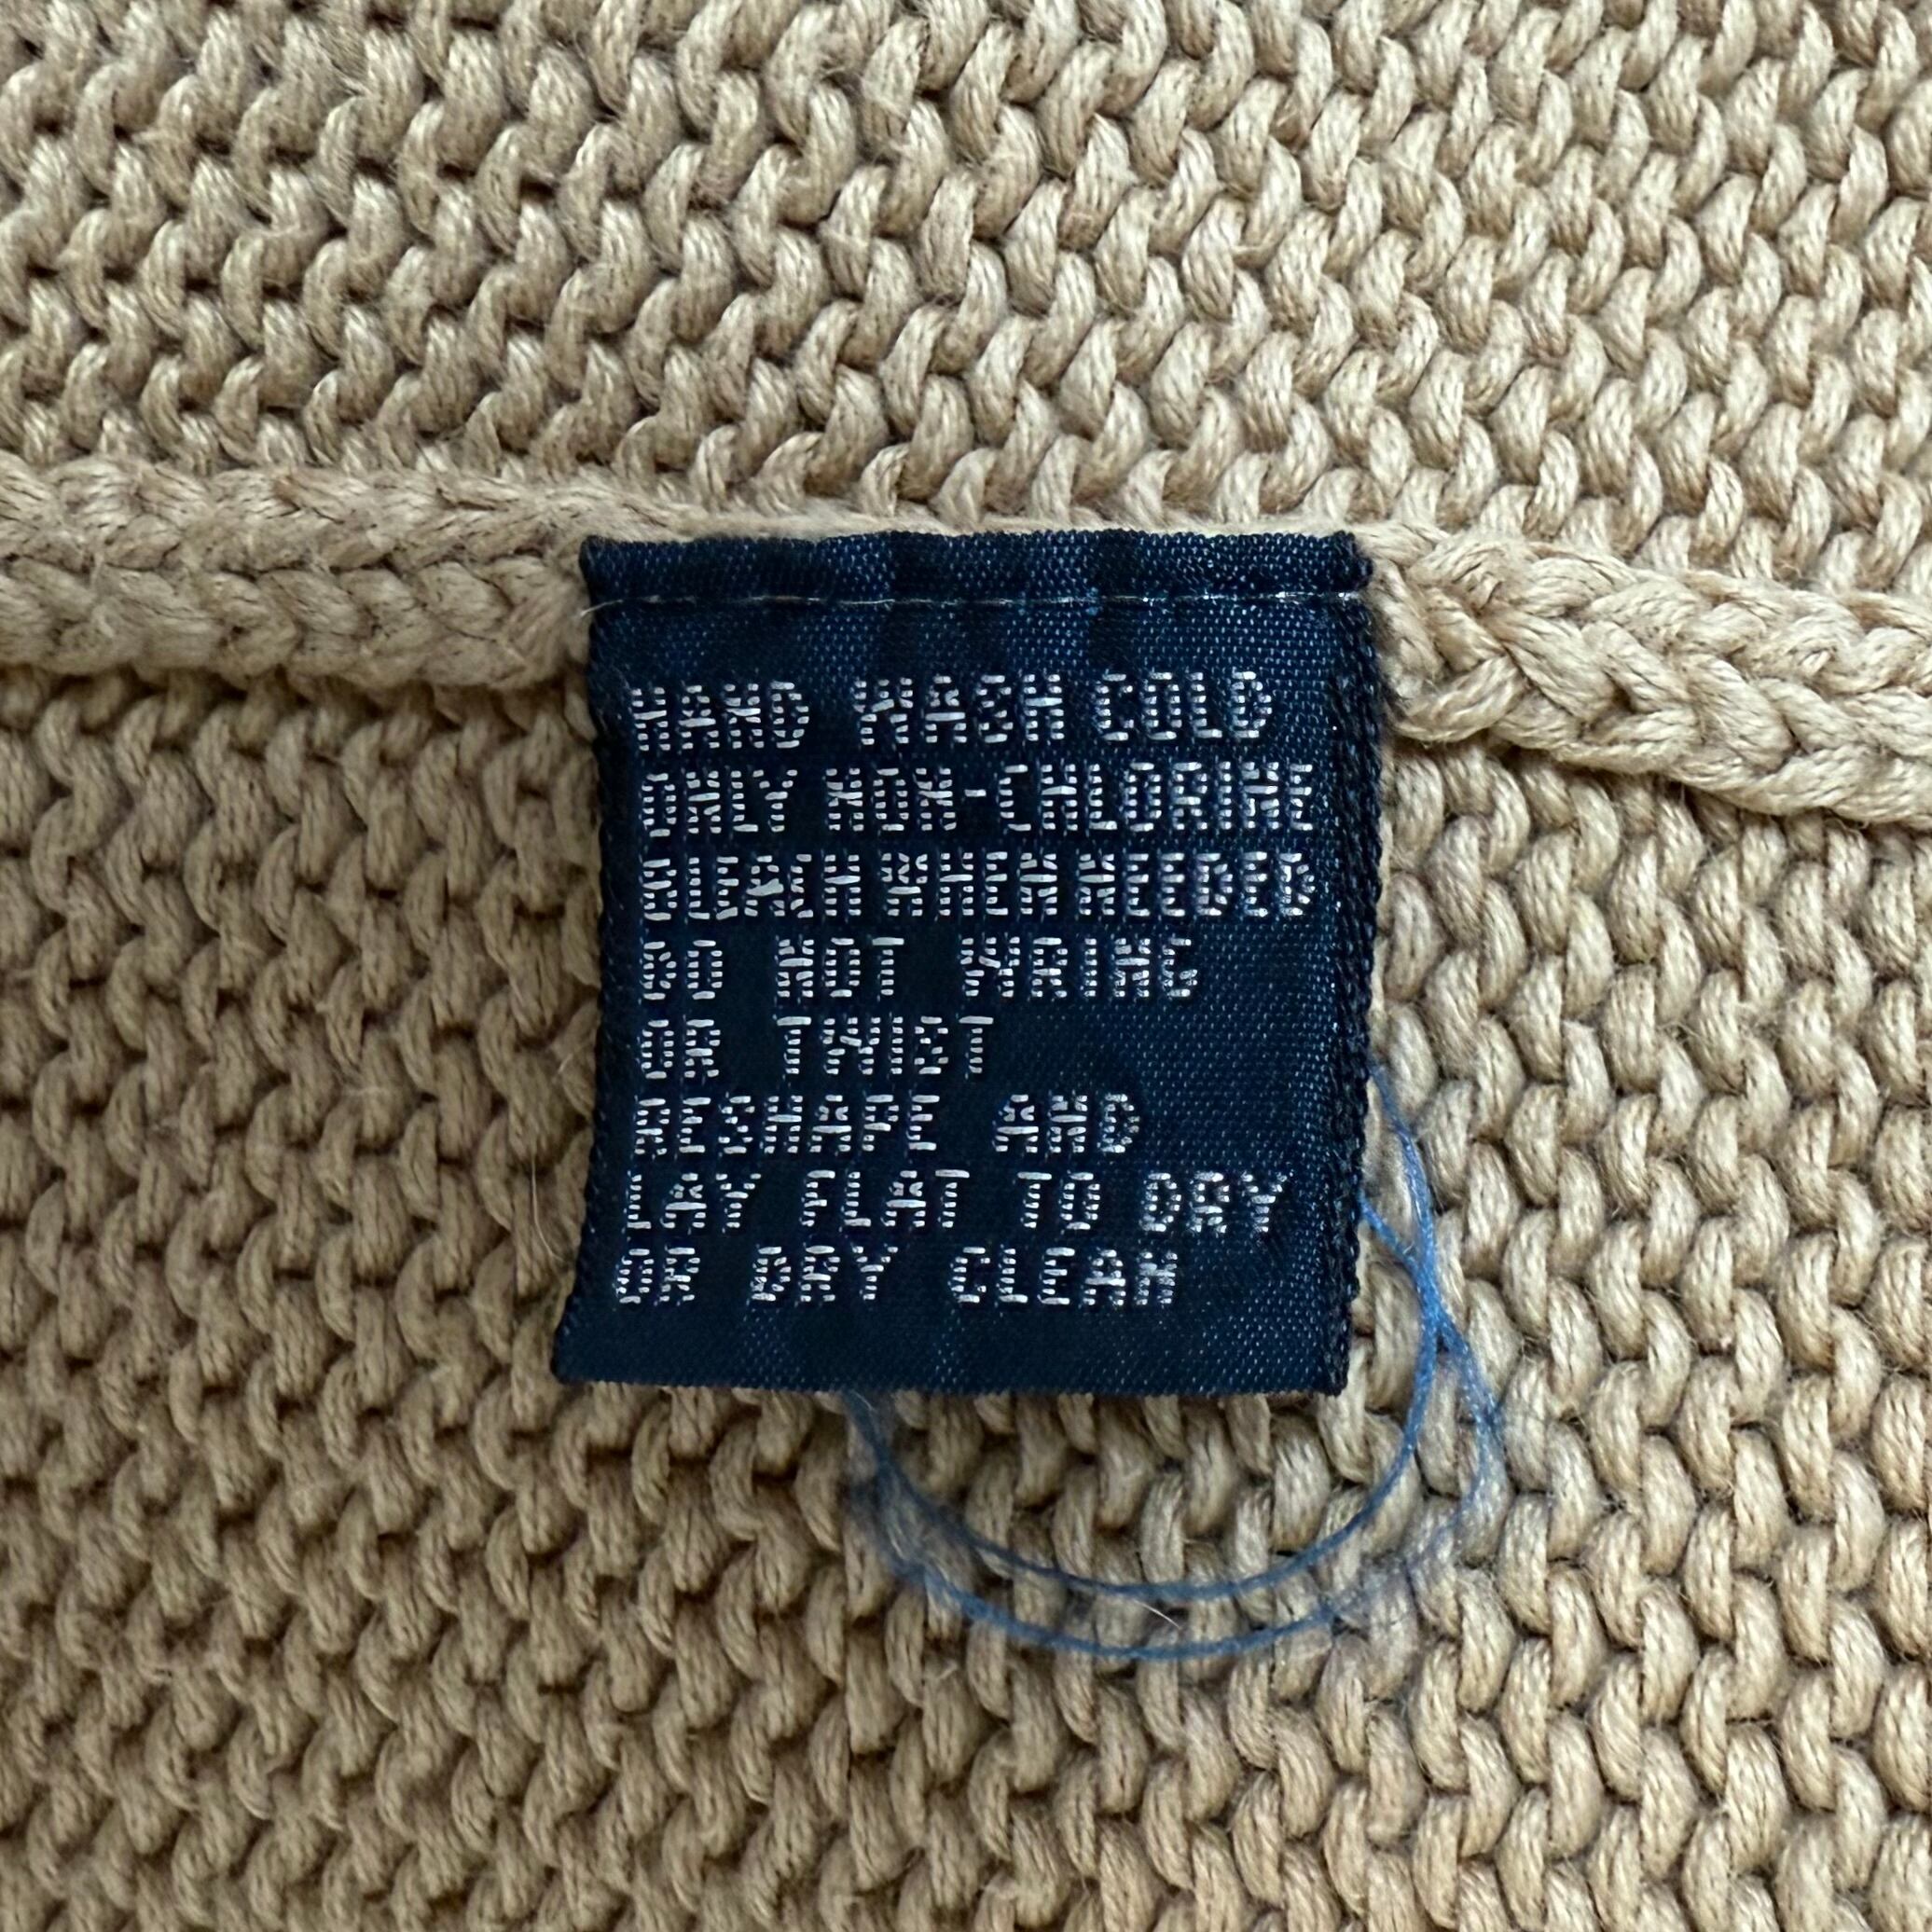 HAND WASH COLD
ONLY NON-CHLORINE
BLEACH WHEN NEEDED
DO NOT WRING
OR TWIST
RESHAPE AND
LAY FLAT TO DRY
OR DRY CLEAN